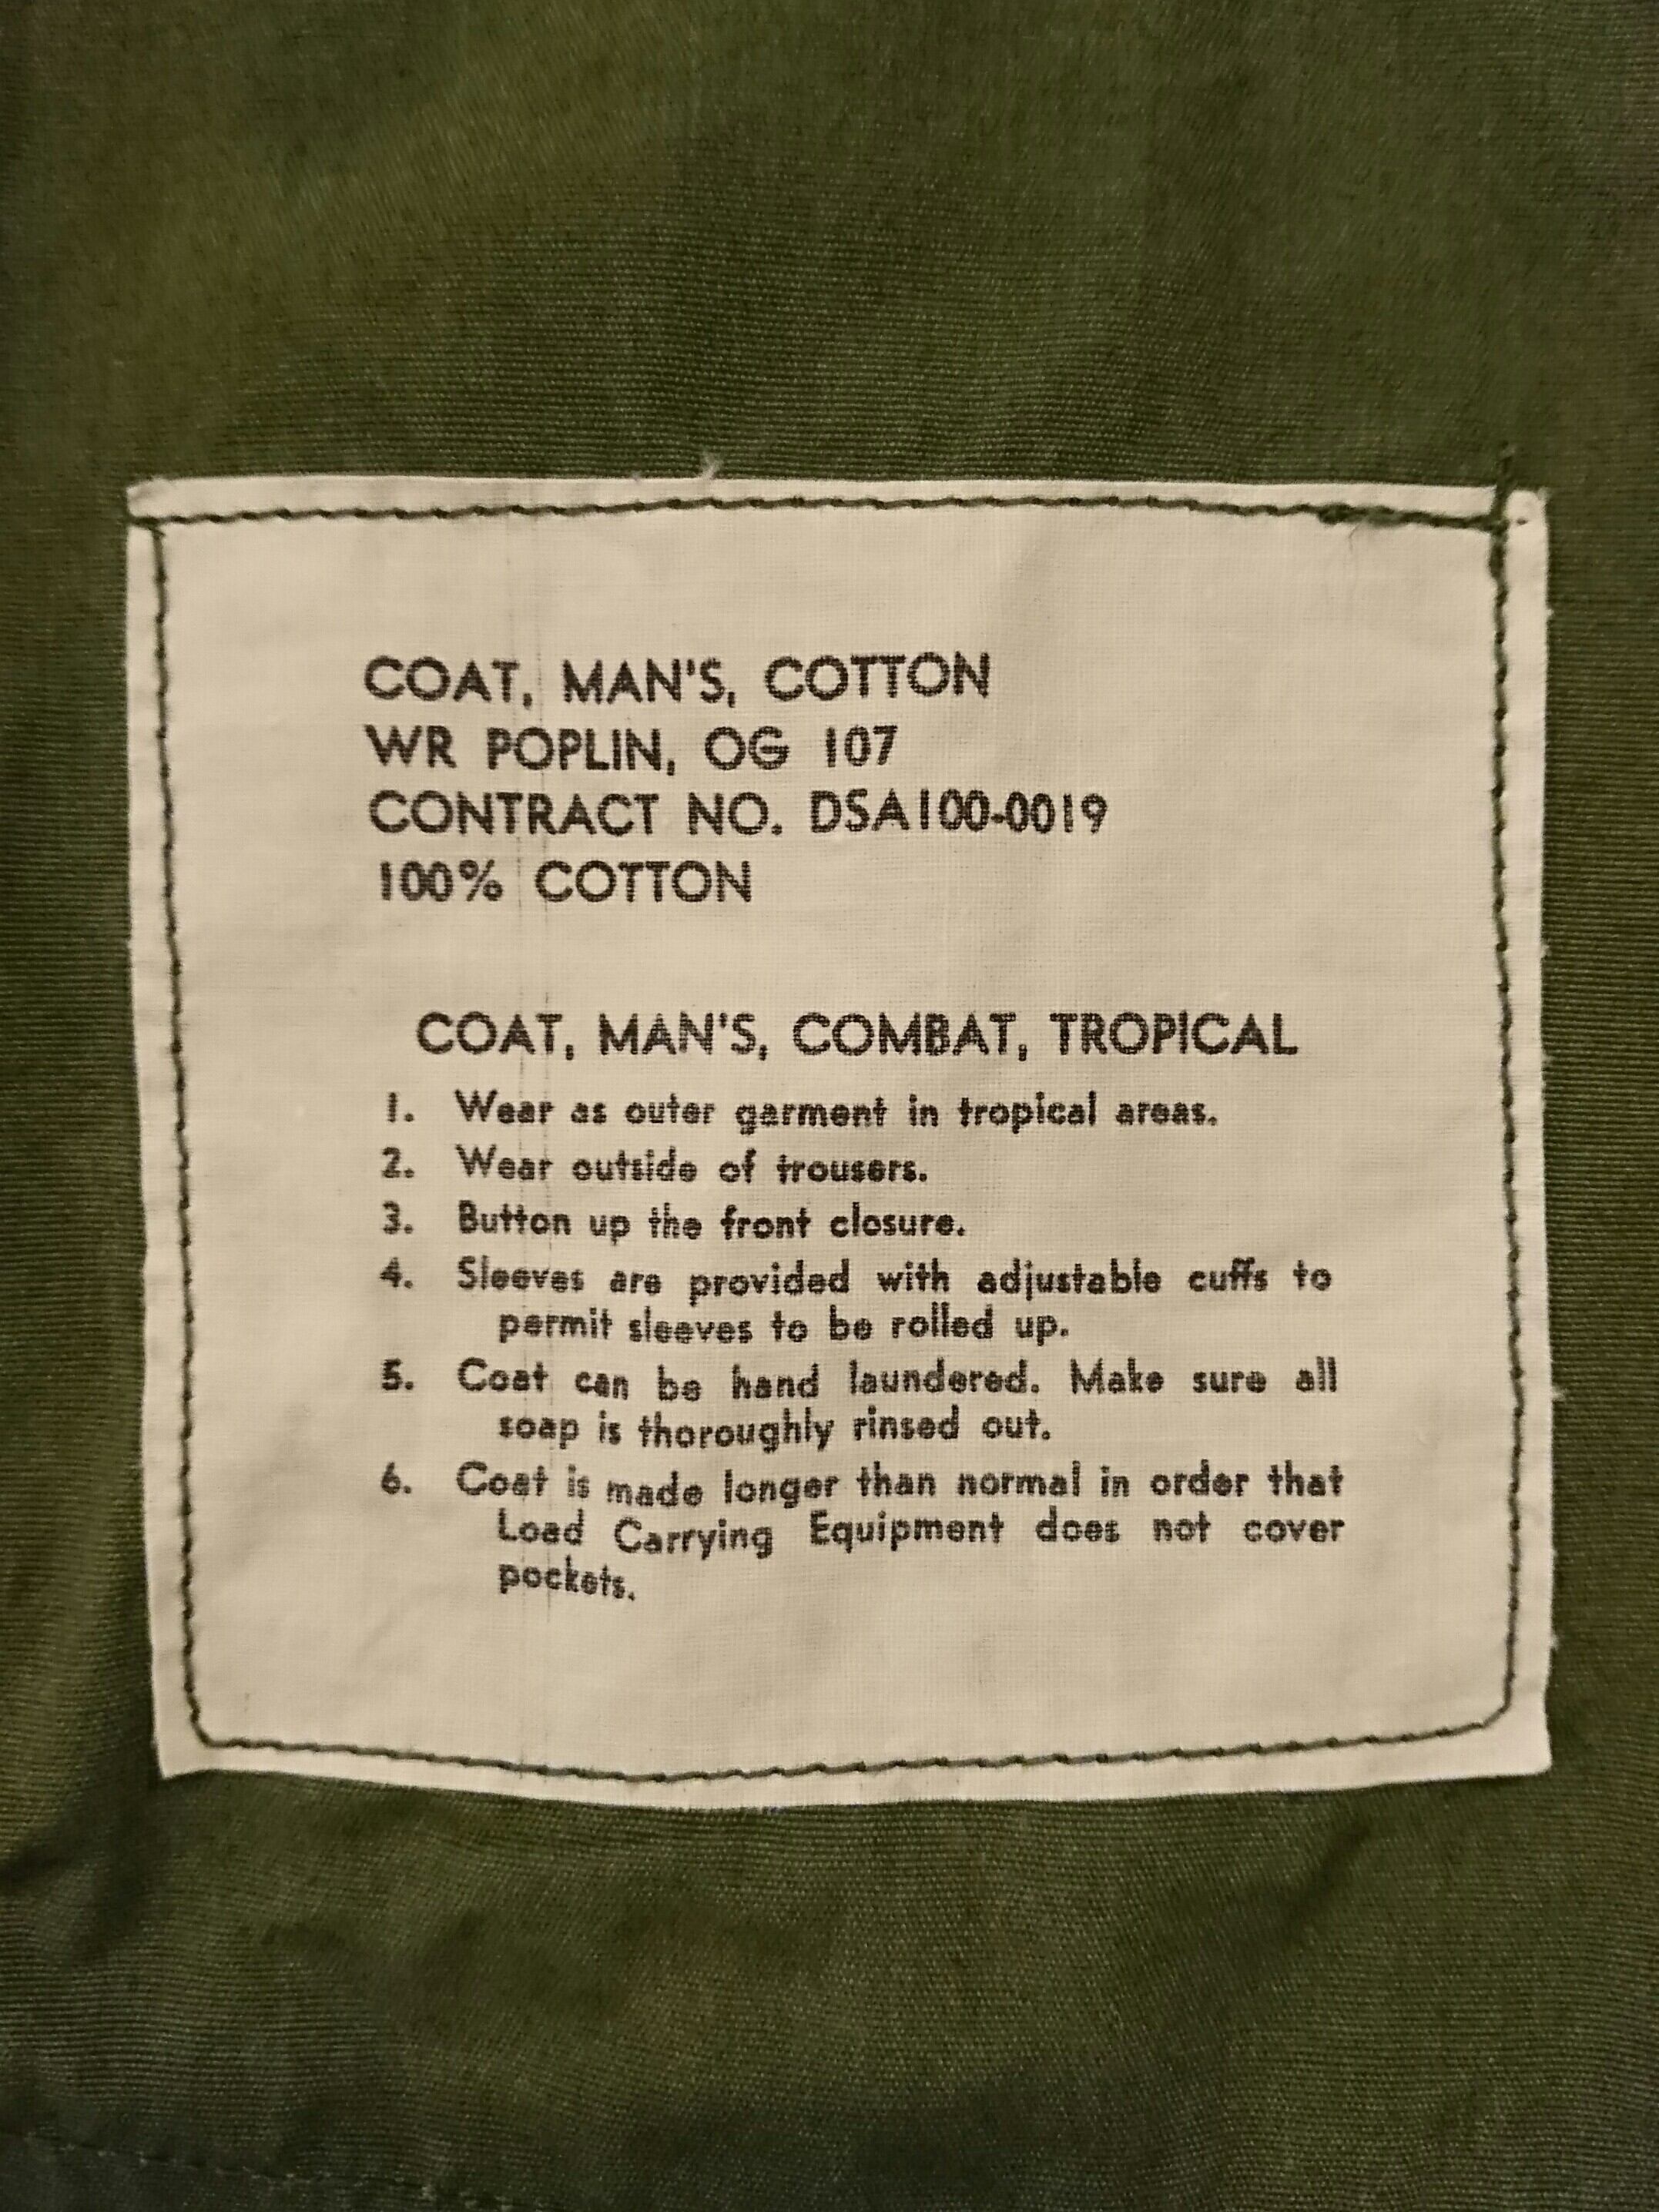 COAT, MAN'S, COTTON
WR POPLIN, OG 107
CONTRACT NO. DSA100-0019
100% COTTON
COAT, MAN'S, COMBAT, TROPICAL
1. Wear as outer garment in tropical areas.
2. Wear outside of trousers.
3. Button up the front closure.
4. Sleeves are provided with adjustable cuffs to
permit sleeves to be rolled up.
5. Coat can be hand laundered. Make sure all
soap is thoroughly rinsed out.
6. Coat is made longer than normal in order that
Load Carrying Equipment does not cover
pockets.